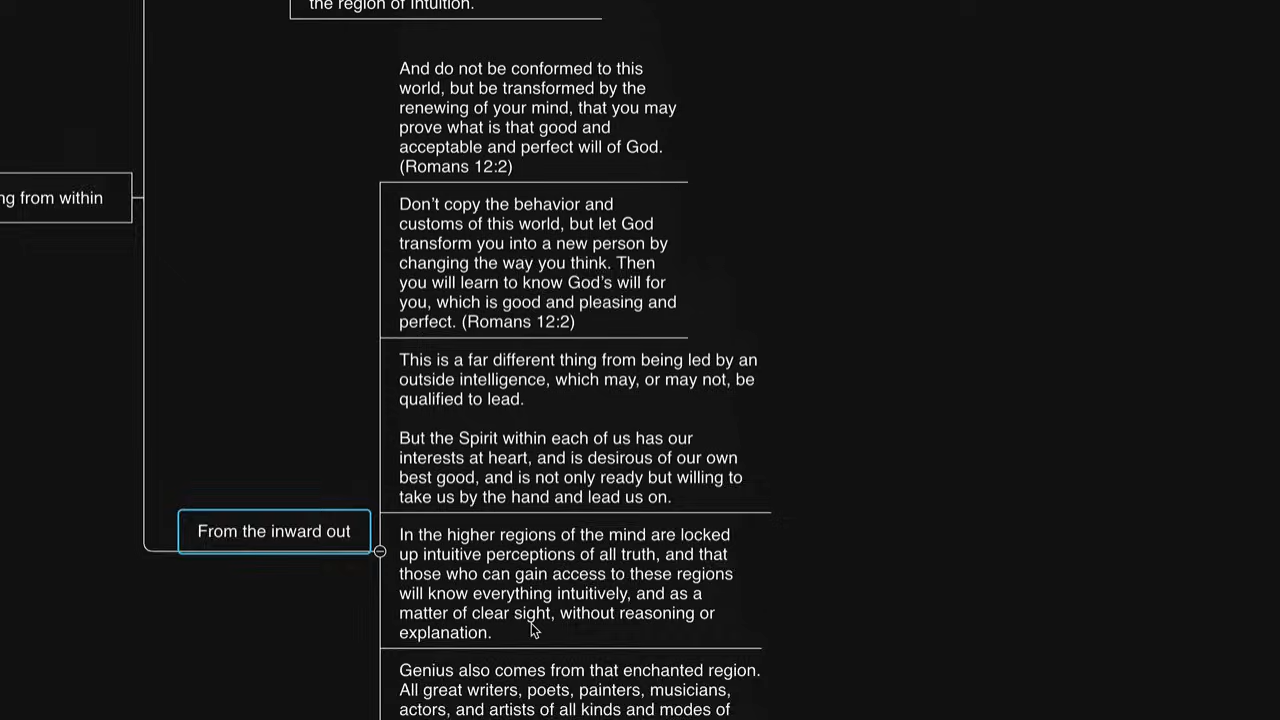 the region of intuition.
And do not be conformed to this
world, but be transformed by the
renewing of your mind, that you may
prove what is that good and
acceptable and perfect will of God.
(Romans 12:2)
ng from within
Don’t copy the behavior and
customs of this world, but let God
transform you into a new person by
changing the way you think. Then
you will learn to know God’s will for
you, which is good and pleasing and
perfect. (Romans 12:2)
This is a far different thing from being led by an
outside intelligence, which may, or may not, be
qualified to lead.
But the Spirit within each of us has our
interests at heart, and is desirous of our own
best good, and is not only ready but willing to
take us by the hand and lead us on.
From the inward out
In the higher regions of the mind are locked
up intuitive perceptions of all truth, and that
those who can gain access to these regions
will know everything intuitively, and as a
matter of clear sight, without reasoning or
explanation.
Genius also comes from that enchanted region.
All great writers, poets, painters, musicians,
actors, and artists of all kinds and modes of